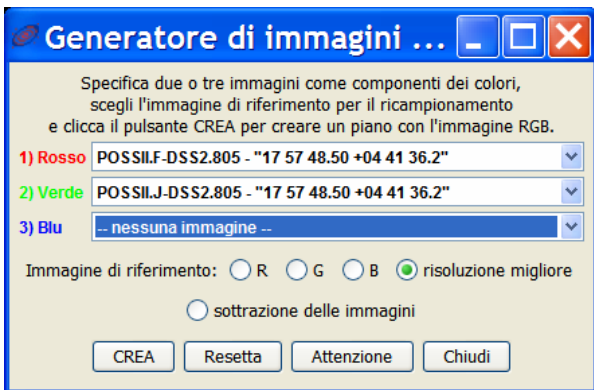 Generatore di immagini ...
Specifica due o tre immagini come componenti dei colori,
scegli l'immagine di riferimento per il ricampionamento
e clicca il pulsante CREA per creare un piano con l'immagine RGB.
1) Rosso POSSII.F-DSS2.805 - "17 57 48.50 +04 41 36.2"
2) Verde POSSII.J-DSS2.805 - "17 57 48.50 +04 41 36.2"
3) Blu -- nessuna immagine --
Immagine di riferimento: R G B risoluzione migliore
sottrazione delle immagini
CREA Resetta Attenzione Chiudi